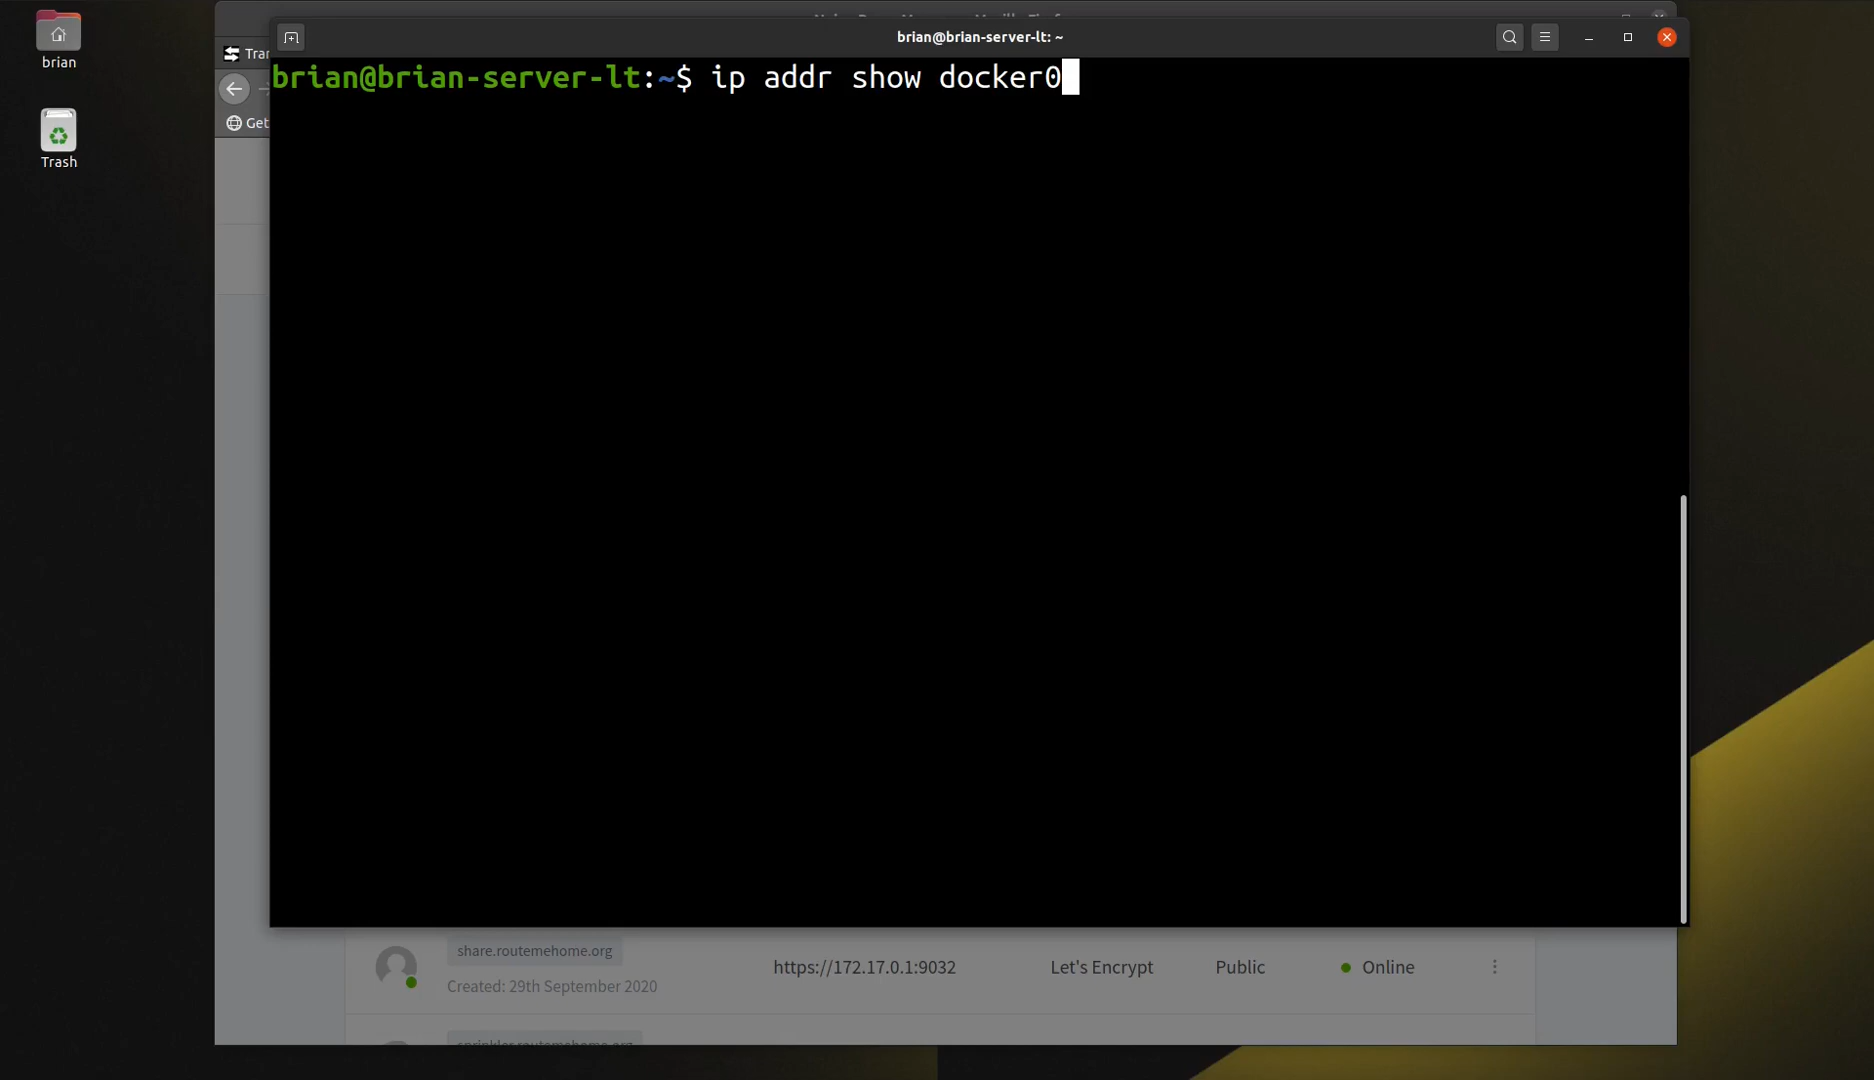 brian
Trash
brian@brian-server-lt: ~
brian@brian-server-lt:~$ ip addr show docker0
Get
share.routemehome.org
Created: 29th September 2020
https://172.17.0.1:9032
Let's Encrypt
Public
Online